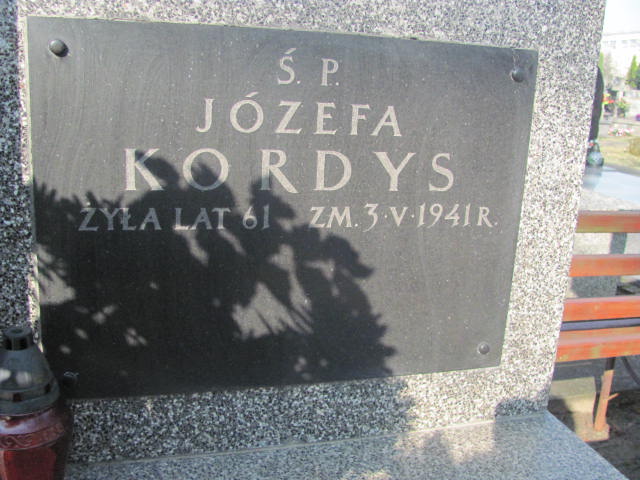 Ś. P.
JÓZEFA
KORDYS
ŻYŁA LAT 61 ZM. 3·V·1941 R.